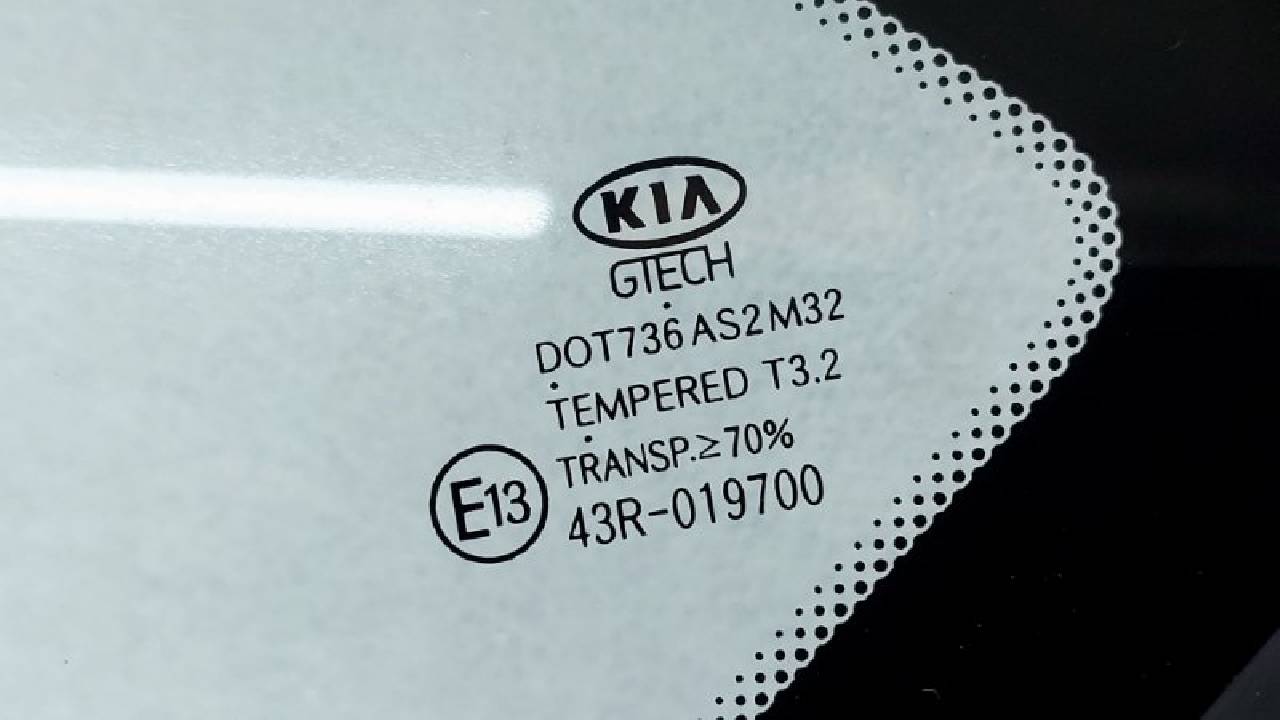 KIA
GTECH
DOT736 AS2 M32
TEMPERED T3.2
TRANSP.≥70%
E13 43R-019700